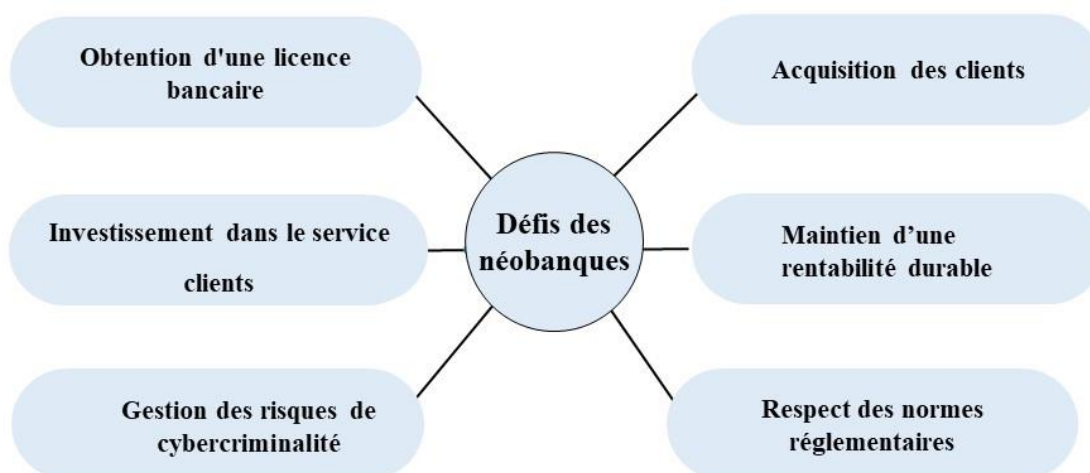 Obtention d'une licence
bancaire
Acquisition des clients
Investissement dans le service
clients
Défis des
néobanques
Maintien d’une
rentabilité durable
Gestion des risques de
cybercriminalité
Respect des normes
réglementaires